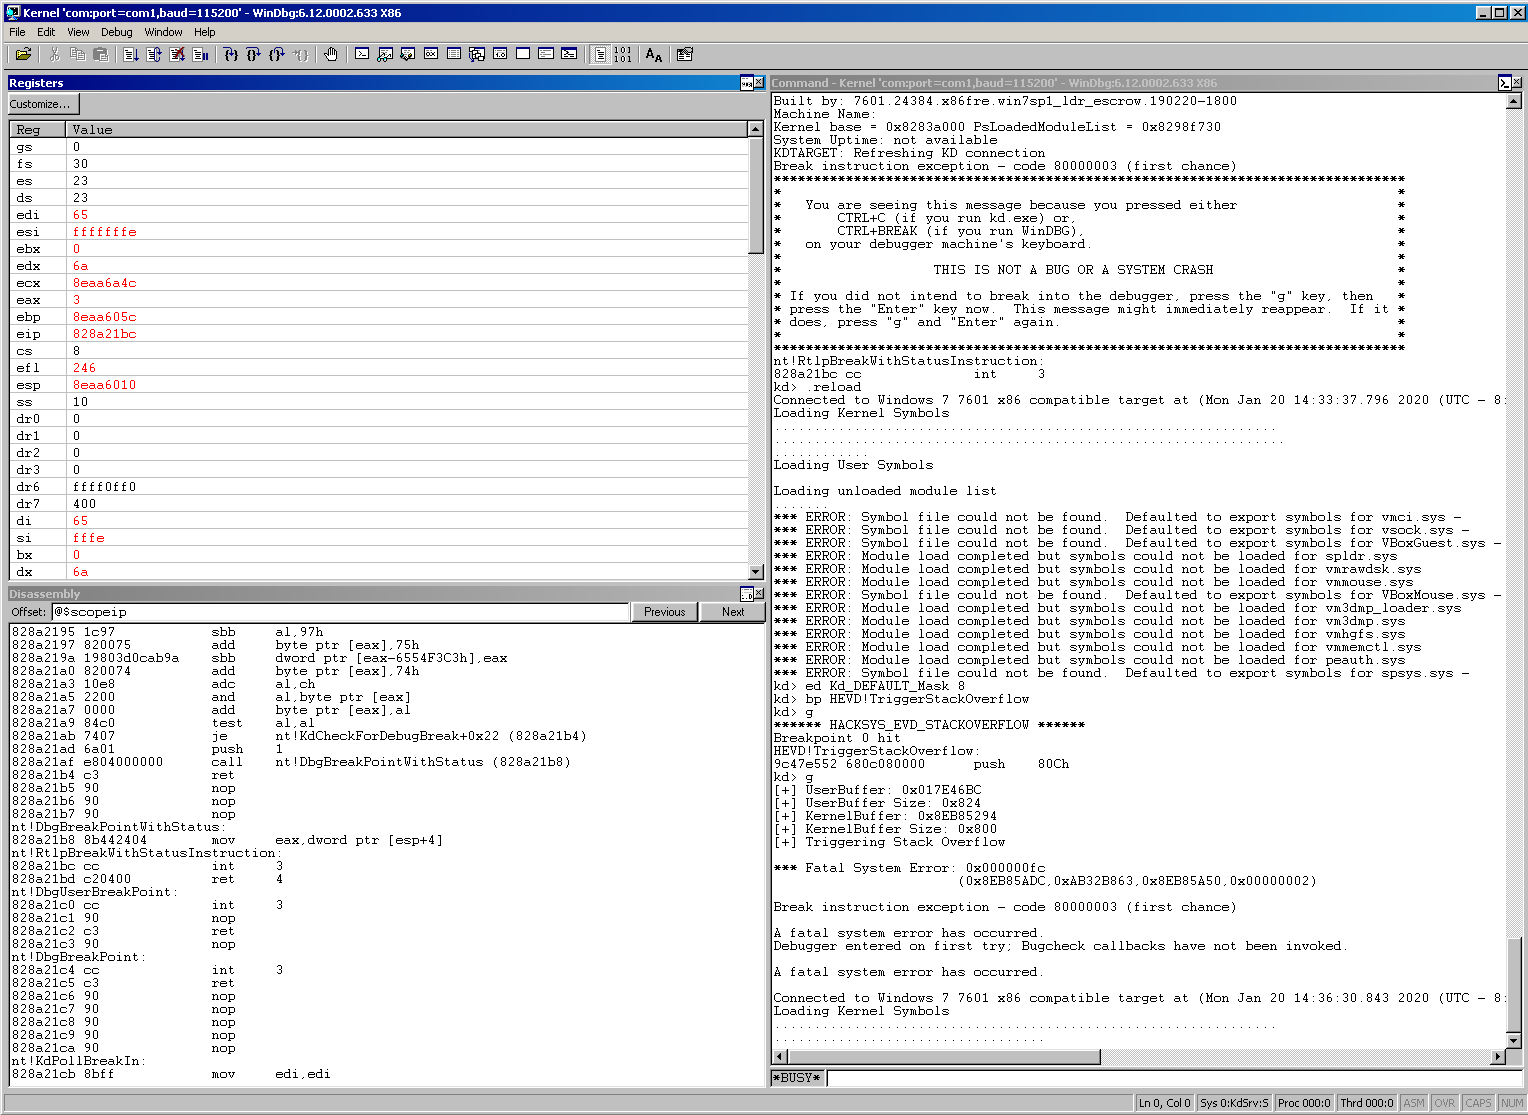 Kernel 'com:port=com1,baud=115200' - WinDbg:6.12.0002.633 X86
File Edit View Debug Window Help
Registers
Customize...
Reg Value
gs 0
fs 30
es 23
ds 23
edi 65
esi fffffffe
ebx 0
edx 6a
ecx 8eaa6a4c
eax 3
ebp 8eaa605c
eip 828a21bc
cs 8
efl 246
esp 8eaa6010
ss 10
dr0 0
dr1 0
dr2 0
dr3 0
dr6 ffff0ff0
dr7 400
di 65
si fffe
bx 0
dx 6a
Disassembly
Offset: @$scopeip Previous Next
828a2195 1c97 sbb al,97h
828a2197 820075 add byte ptr [eax],75h
828a219a 19803d0cab9a sbb dword ptr [eax-6554F3C3h],eax
828a21a0 820074 add byte ptr [eax],74h
828a21a3 10e8 adc al,ch
828a21a5 2200 and al,byte ptr [eax]
828a21a7 0000 add byte ptr [eax],al
828a21a9 84c0 test al,al
828a21ab 7407 je nt!KdCheckForDebugBreak+0x22 (828a21b4)
828a21ad 6a01 push 1
828a21af e804000000 call nt!DbgBreakPointWithStatus (828a21b8)
828a21b4 c3 ret
828a21b5 90 nop
828a21b6 90 nop
828a21b7 90 nop
nt!DbgBreakPointWithStatus:
828a21b8 8b442404 mov eax,dword ptr [esp+4]
nt!RtlpBreakWithStatusInstruction:
828a21bc cc int 3
828a21bd c20400 ret 4
nt!DbgUserBreakPoint:
828a21c0 cc int 3
828a21c1 90 nop
828a21c2 c3 ret
828a21c3 90 nop
nt!DbgBreakPoint:
828a21c4 cc int 3
828a21c5 c3 ret
828a21c6 90 nop
828a21c7 90 nop
828a21c8 90 nop
828a21c9 90 nop
828a21ca 90 nop
nt!KdPollBreakIn:
828a21cb 8bff mov edi,edi
Command - Kernel 'com:port=com1,baud=115200' - WinDbg:6.12.0002.633 X86
Built by: 7601.24384.x86fre.win7sp1_ldr_escrow.190220-1800
Machine Name:
Kernel base = 0x8283a000 PsLoadedModuleList = 0x8298f730
System Uptime: not available
KDTARGET: Refreshing KD connection
Break instruction exception - code 80000003 (first chance)
*******************************************************************************
* *
* You are seeing this message because you pressed either *
* CTRL+C (if you run kd.exe) or, *
* CTRL+BREAK (if you run WinDBG), *
* on your debugger machine's keyboard. *
* *
* THIS IS NOT A BUG OR A SYSTEM CRASH *
* *
* If you did not intend to break into the debugger, press the "g" key, then *
* press the "Enter" key now. This message might immediately reappear. If it *
* does, press "g" and "Enter" again. *
* *
*******************************************************************************
nt!RtlpBreakWithStatusInstruction:
828a21bc cc int 3
kd> .reload
Connected to Windows 7 7601 x86 compatible target at (Mon Jan 20 14:33:37.796 2020 (UTC - 8:
Loading Kernel Symbols
...............................................................
................................................................
............
Loading User Symbols
Loading unloaded module list
.......
*** ERROR: Symbol file could not be found. Defaulted to export symbols for vmci.sys -
*** ERROR: Symbol file could not be found. Defaulted to export symbols for vsock.sys -
*** ERROR: Symbol file could not be found. Defaulted to export symbols for VBoxGuest.sys -
*** ERROR: Module load completed but symbols could not be loaded for spldr.sys
*** ERROR: Module load completed but symbols could not be loaded for vmrawdsk.sys
*** ERROR: Module load completed but symbols could not be loaded for vmmouse.sys
*** ERROR: Symbol file could not be found. Defaulted to export symbols for VBoxMouse.sys -
*** ERROR: Module load completed but symbols could not be loaded for vm3dmp_loader.sys
*** ERROR: Module load completed but symbols could not be loaded for vm3dmp.sys
*** ERROR: Module load completed but symbols could not be loaded for vmhgfs.sys
*** ERROR: Module load completed but symbols could not be loaded for vmmemctl.sys
*** ERROR: Module load completed but symbols could not be loaded for peauth.sys
*** ERROR: Symbol file could not be found. Defaulted to export symbols for spsys.sys -
kd> ed Kd_DEFAULT_Mask 8
kd> bp HEVD!TriggerStackOverflow
kd> g
****** HACKSYS_EVD_STACKOVERFLOW ******
Breakpoint 0 hit
HEVD!TriggerStackOverflow:
9c47e552 680c080000 push 80Ch
kd> g
[+] UserBuffer: 0x017E46BC
[+] UserBuffer Size: 0x824
[+] KernelBuffer: 0x8EB85294
[+] KernelBuffer Size: 0x800
[+] Triggering Stack Overflow
*** Fatal System Error: 0x000000fc
(0x8EB85ADC,0xAB32B863,0x8EB85A50,0x00000002)
Break instruction exception - code 80000003 (first chance)
A fatal system error has occurred.
Debugger entered on first try; Bugcheck callbacks have not been invoked.
A fatal system error has occurred.
Connected to Windows 7 7601 x86 compatible target at (Mon Jan 20 14:36:30.843 2020 (UTC - 8:
Loading Kernel Symbols
...............................................................
..................................
*BUSY*
Ln 0, Col 0 Sys 0:KdSrv:S Proc 000:0 Thrd 000:0 ASM OVR CAPS NUM